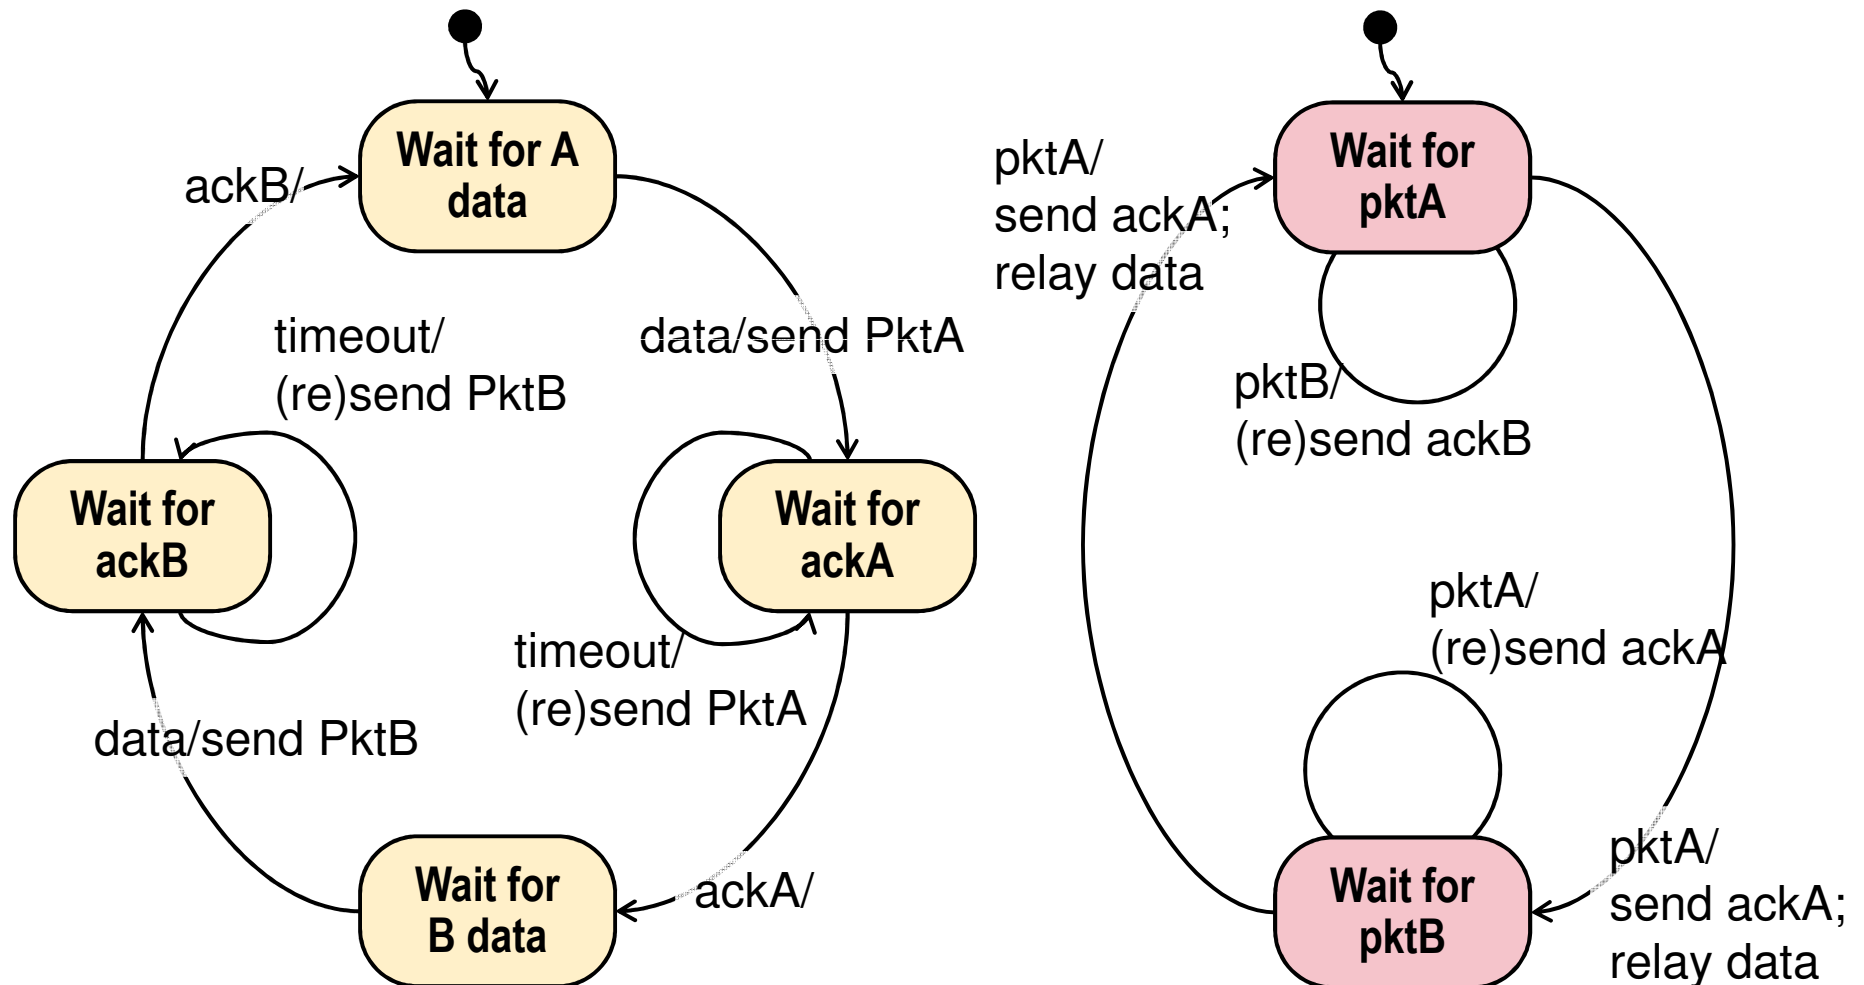 Wait for A
data
ackB/
timeout/
(re)send PktB
data/send PktA
Wait for
ackB
Wait for
ackA
timeout/
(re)send PktA
data/send PktB
Wait for
B data
ackA/
Wait for
pktA
pktA/
send ackA;
relay data
pktB/
(re)send ackB
pktA/
(re)send ackA
Wait for
pktB
pktA/
send ackA;
relay data